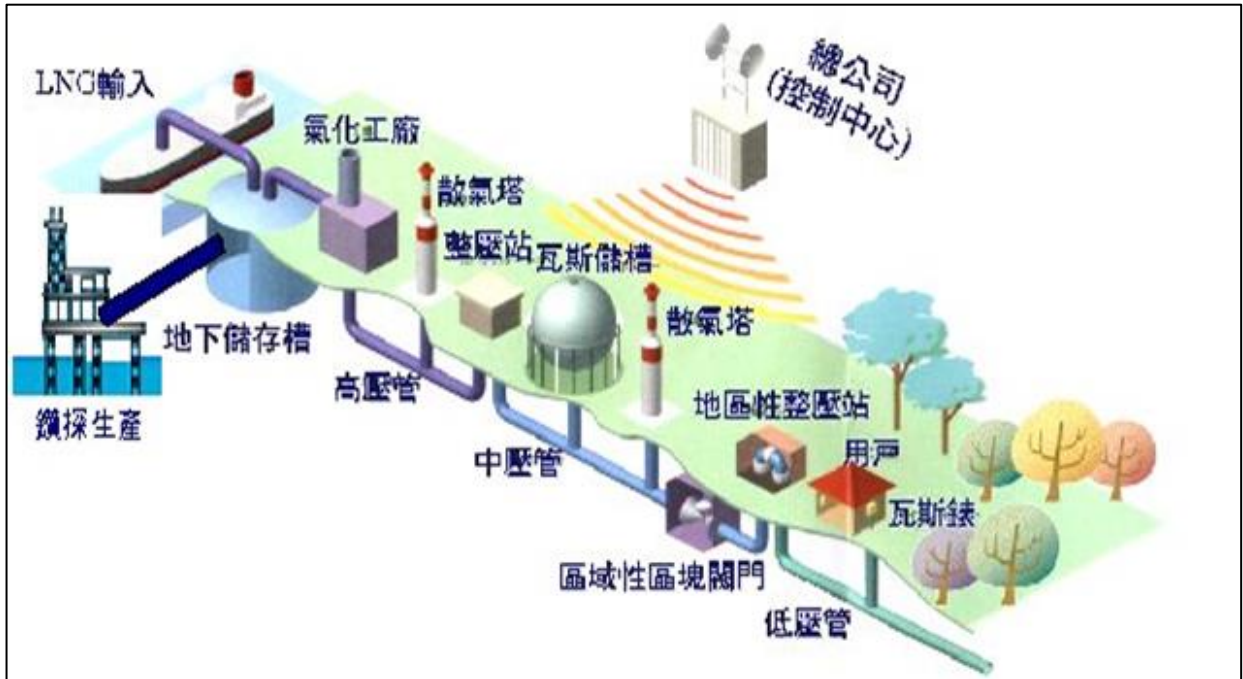 LNG輸入
總公司
(控制中心)
氣化工廠
散氣塔
整壓站
瓦斯儲槽
散氣塔
地下儲存槽
高壓管
鑽探生產
地區性整壓站
中壓管
用戶
瓦斯錶
區域性區塊閥門
低壓管